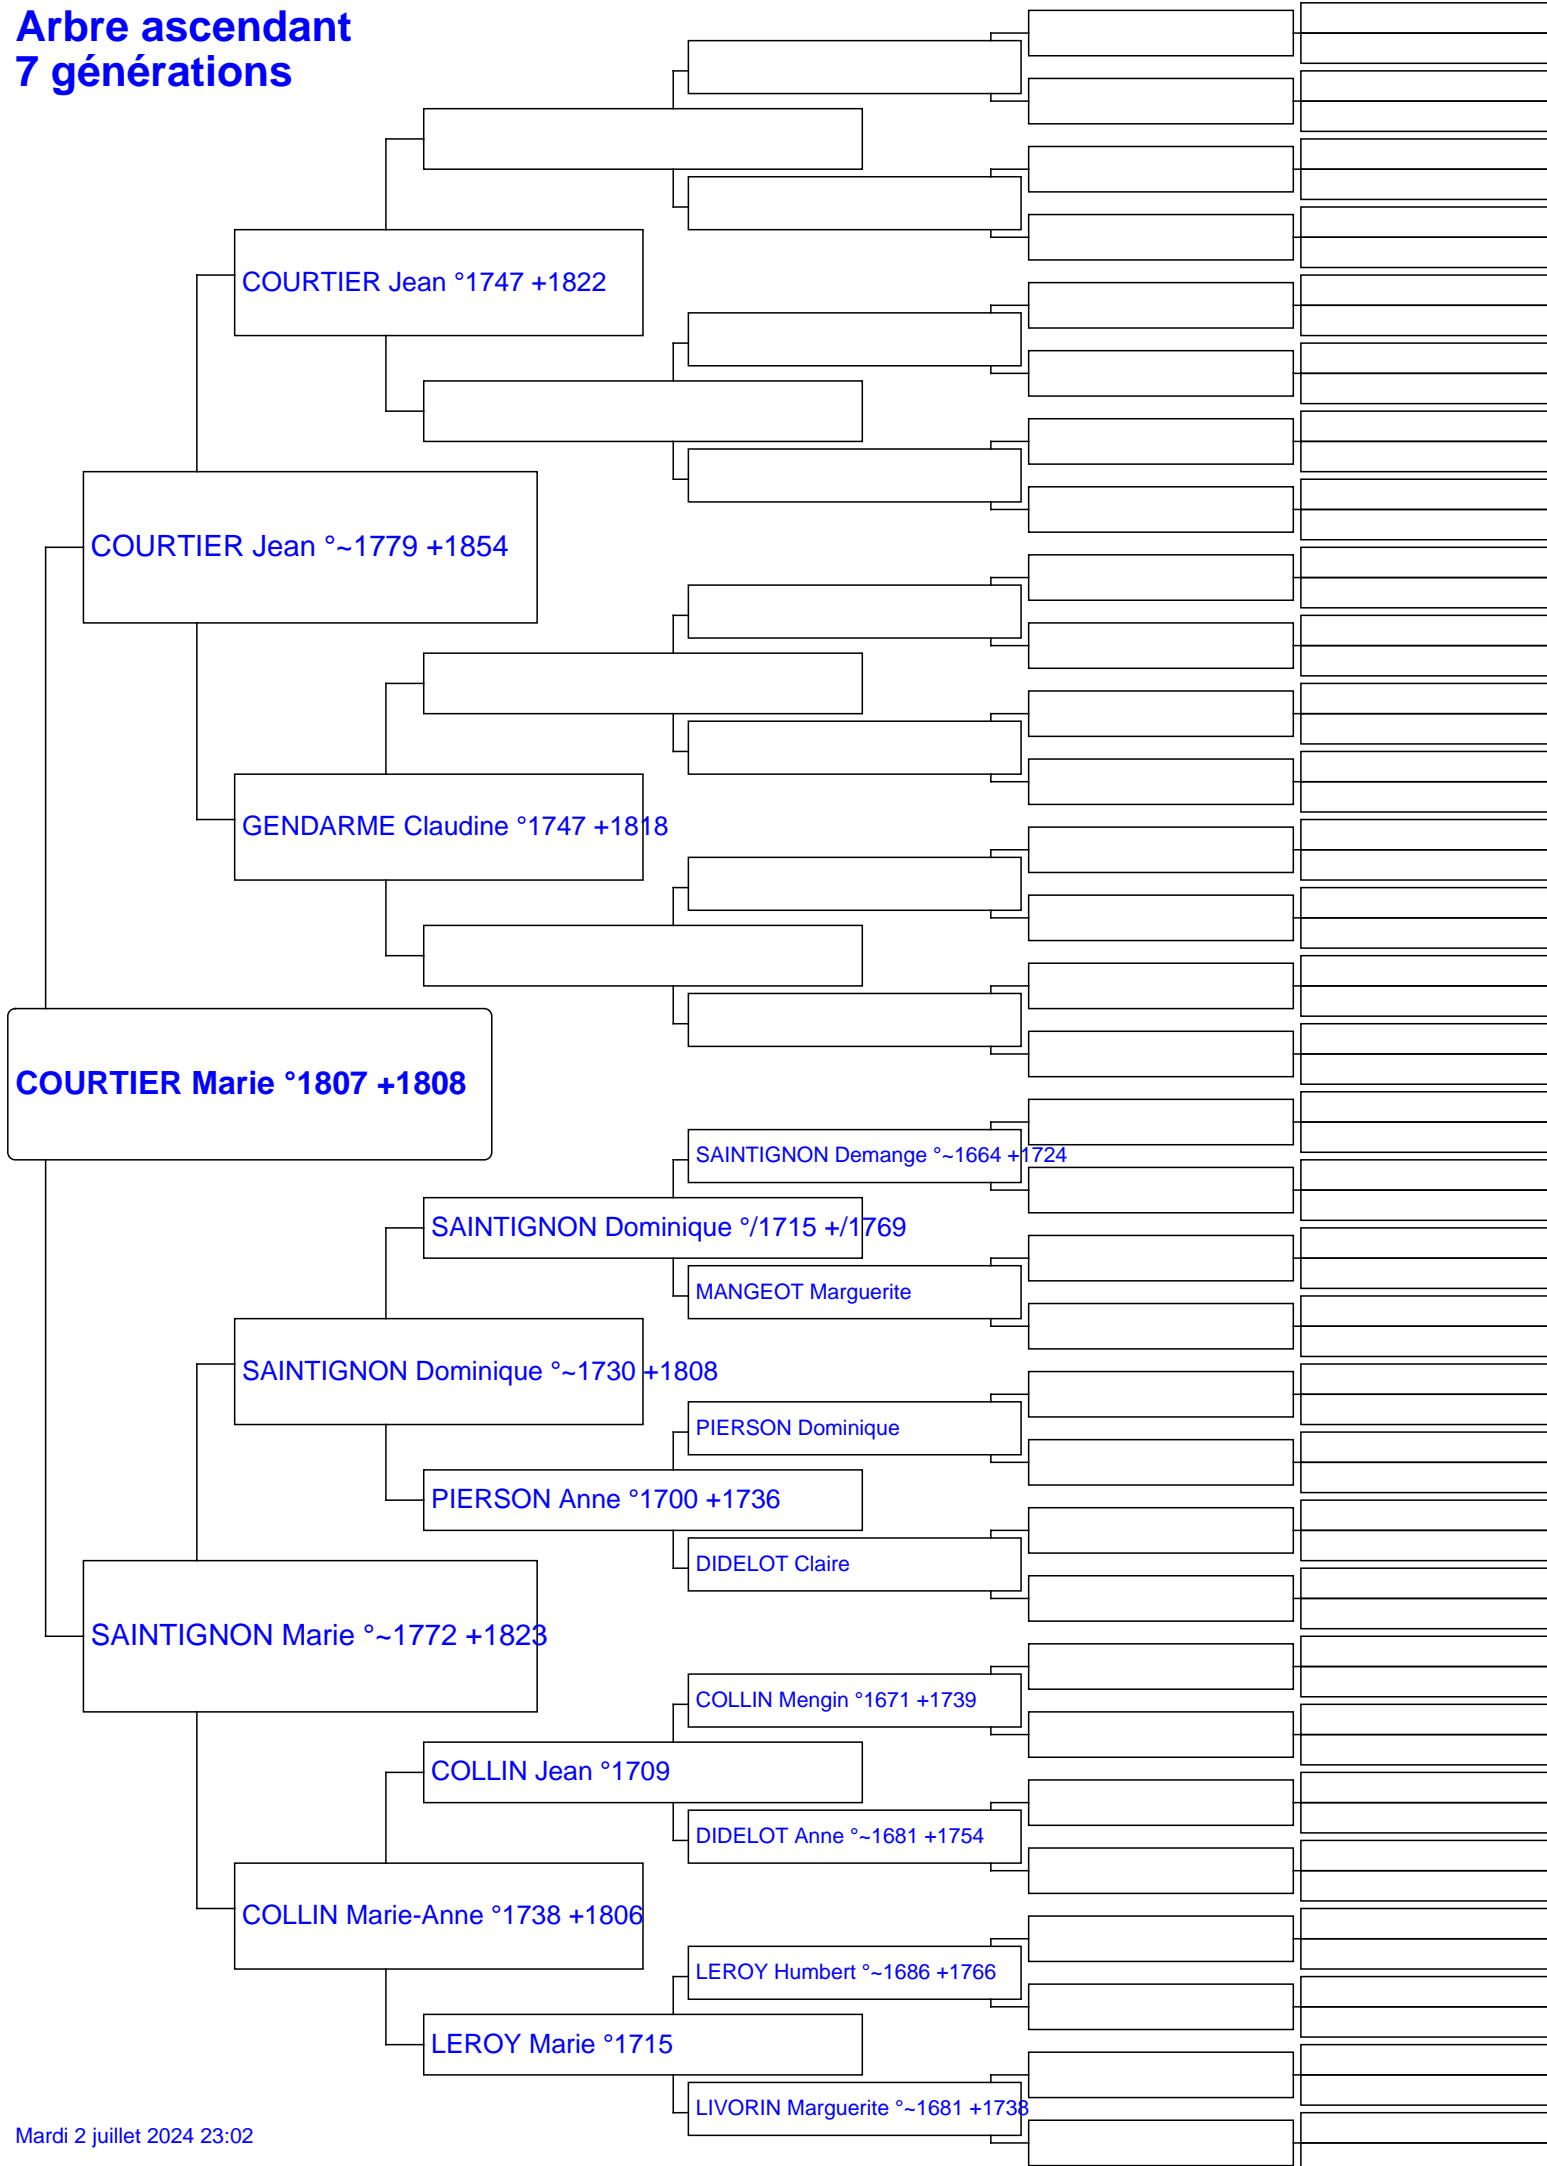 Arbre ascendant
7 générations
COURTIER Jean °1747 +1822
COURTIER Jean °~1779 +1854
GENDARME Claudine °1747 +1818
COURTIER Marie °1807 +1808
SAINTIGNON Demange °~1664 +1724
SAINTIGNON Dominique °/1715 +/1769
MANGEOT Marguerite
SAINTIGNON Dominique °~1730 +1808
PIERSON Dominique
PIERSON Anne °1700 +1736
DIDELOT Claire
SAINTIGNON Marie °~1772 +1823
COLLIN Mengin °1671 +1739
COLLIN Jean °1709
DIDELOT Anne °~1681 +1754
COLLIN Marie-Anne °1738 +1806
LEROY Humbert °~1686 +1766
LEROY Marie °1715
LIVORIN Marguerite °~1681 +1738
Mardi 2 juillet 2024 23:02